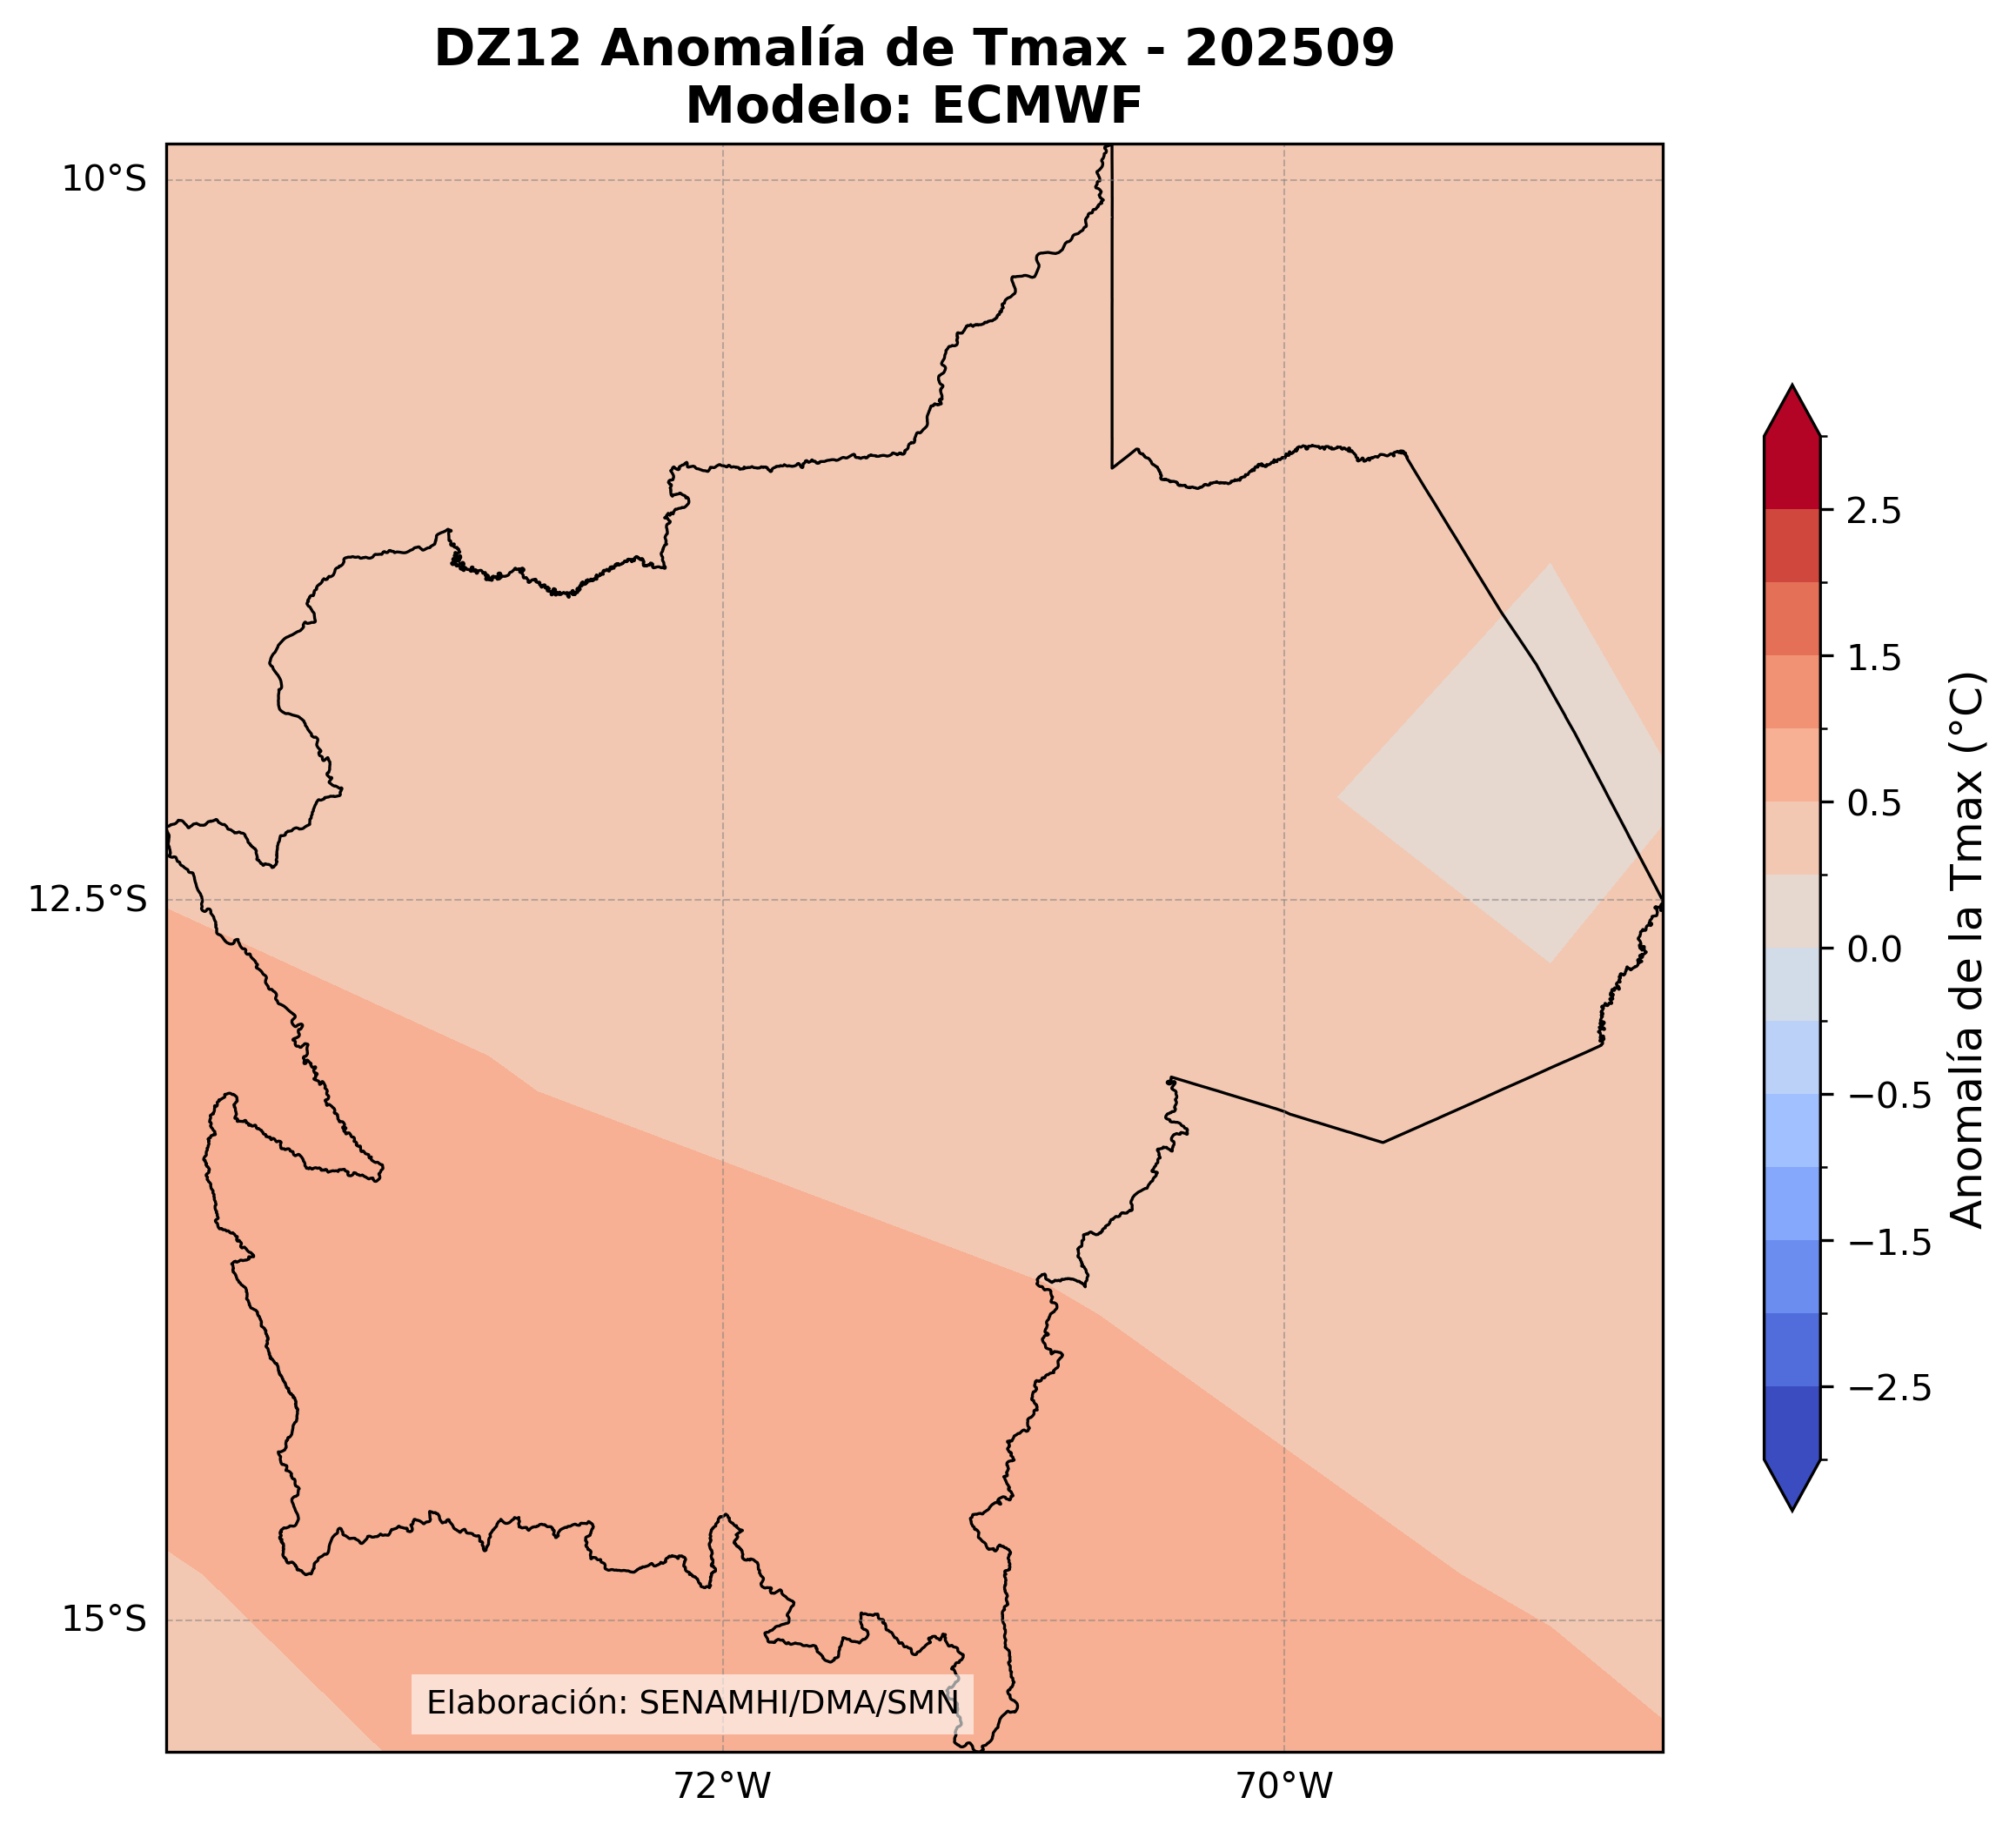 DZ12 Anomalía de Tmax - 202509
Modelo: ECMWF
10°S
12.5°S
15°S
72°W
70°W
2.5
1.5
0.5
0.0
−0.5
−1.5
−2.5
Anomalía de la Tmax (°C)
Elaboración: SENAMHI/DMA/SMN